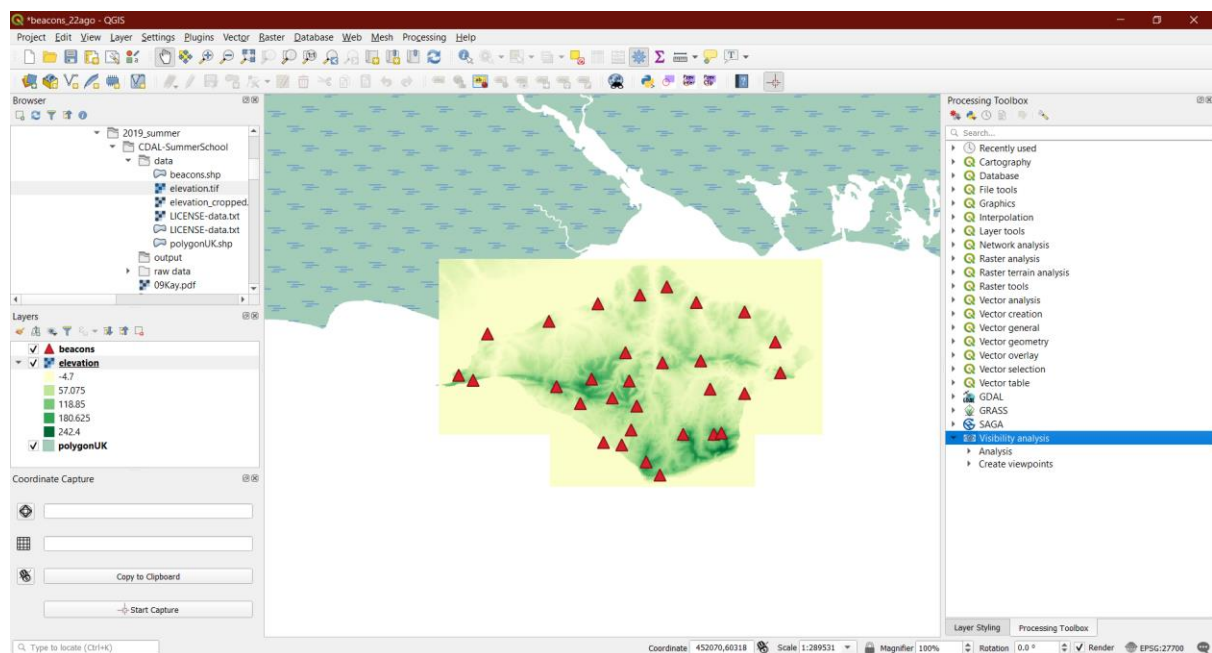 *beacons_22ago - QGIS
Project Edit View Layer Settings Plugins Vector Raster Database Web Mesh Processing Help
Browser
2019_summer
CDAL-SummerSchool
data
beacons.shp
elevation.tif
elevation_cropped.
LICENSE-data.txt
LICENSE-data.txt
polygonUK.shp
output
raw data
09Kay.pdf
Layers
beacons
elevation
-4.7
57.075
118.85
180.625
242.4
polygonUK
Coordinate Capture
Copy to Clipboard
Start Capture
Processing Toolbox
Search...
Recently used
Cartography
Database
File tools
Graphics
Interpolation
Layer tools
Network analysis
Raster analysis
Raster terrain analysis
Raster tools
Vector analysis
Vector creation
Vector general
Vector geometry
Vector overlay
Vector selection
Vector table
GDAL
GRASS
SAGA
Visibility analysis
Analysis
Create viewpoints
Layer Styling Processing Toolbox
Type to locate (Ctrl+K) Coordinate 452070,60318 Scale 1:289531 Magnifier 100% Rotation 0.0 ° Render EPSG:27700